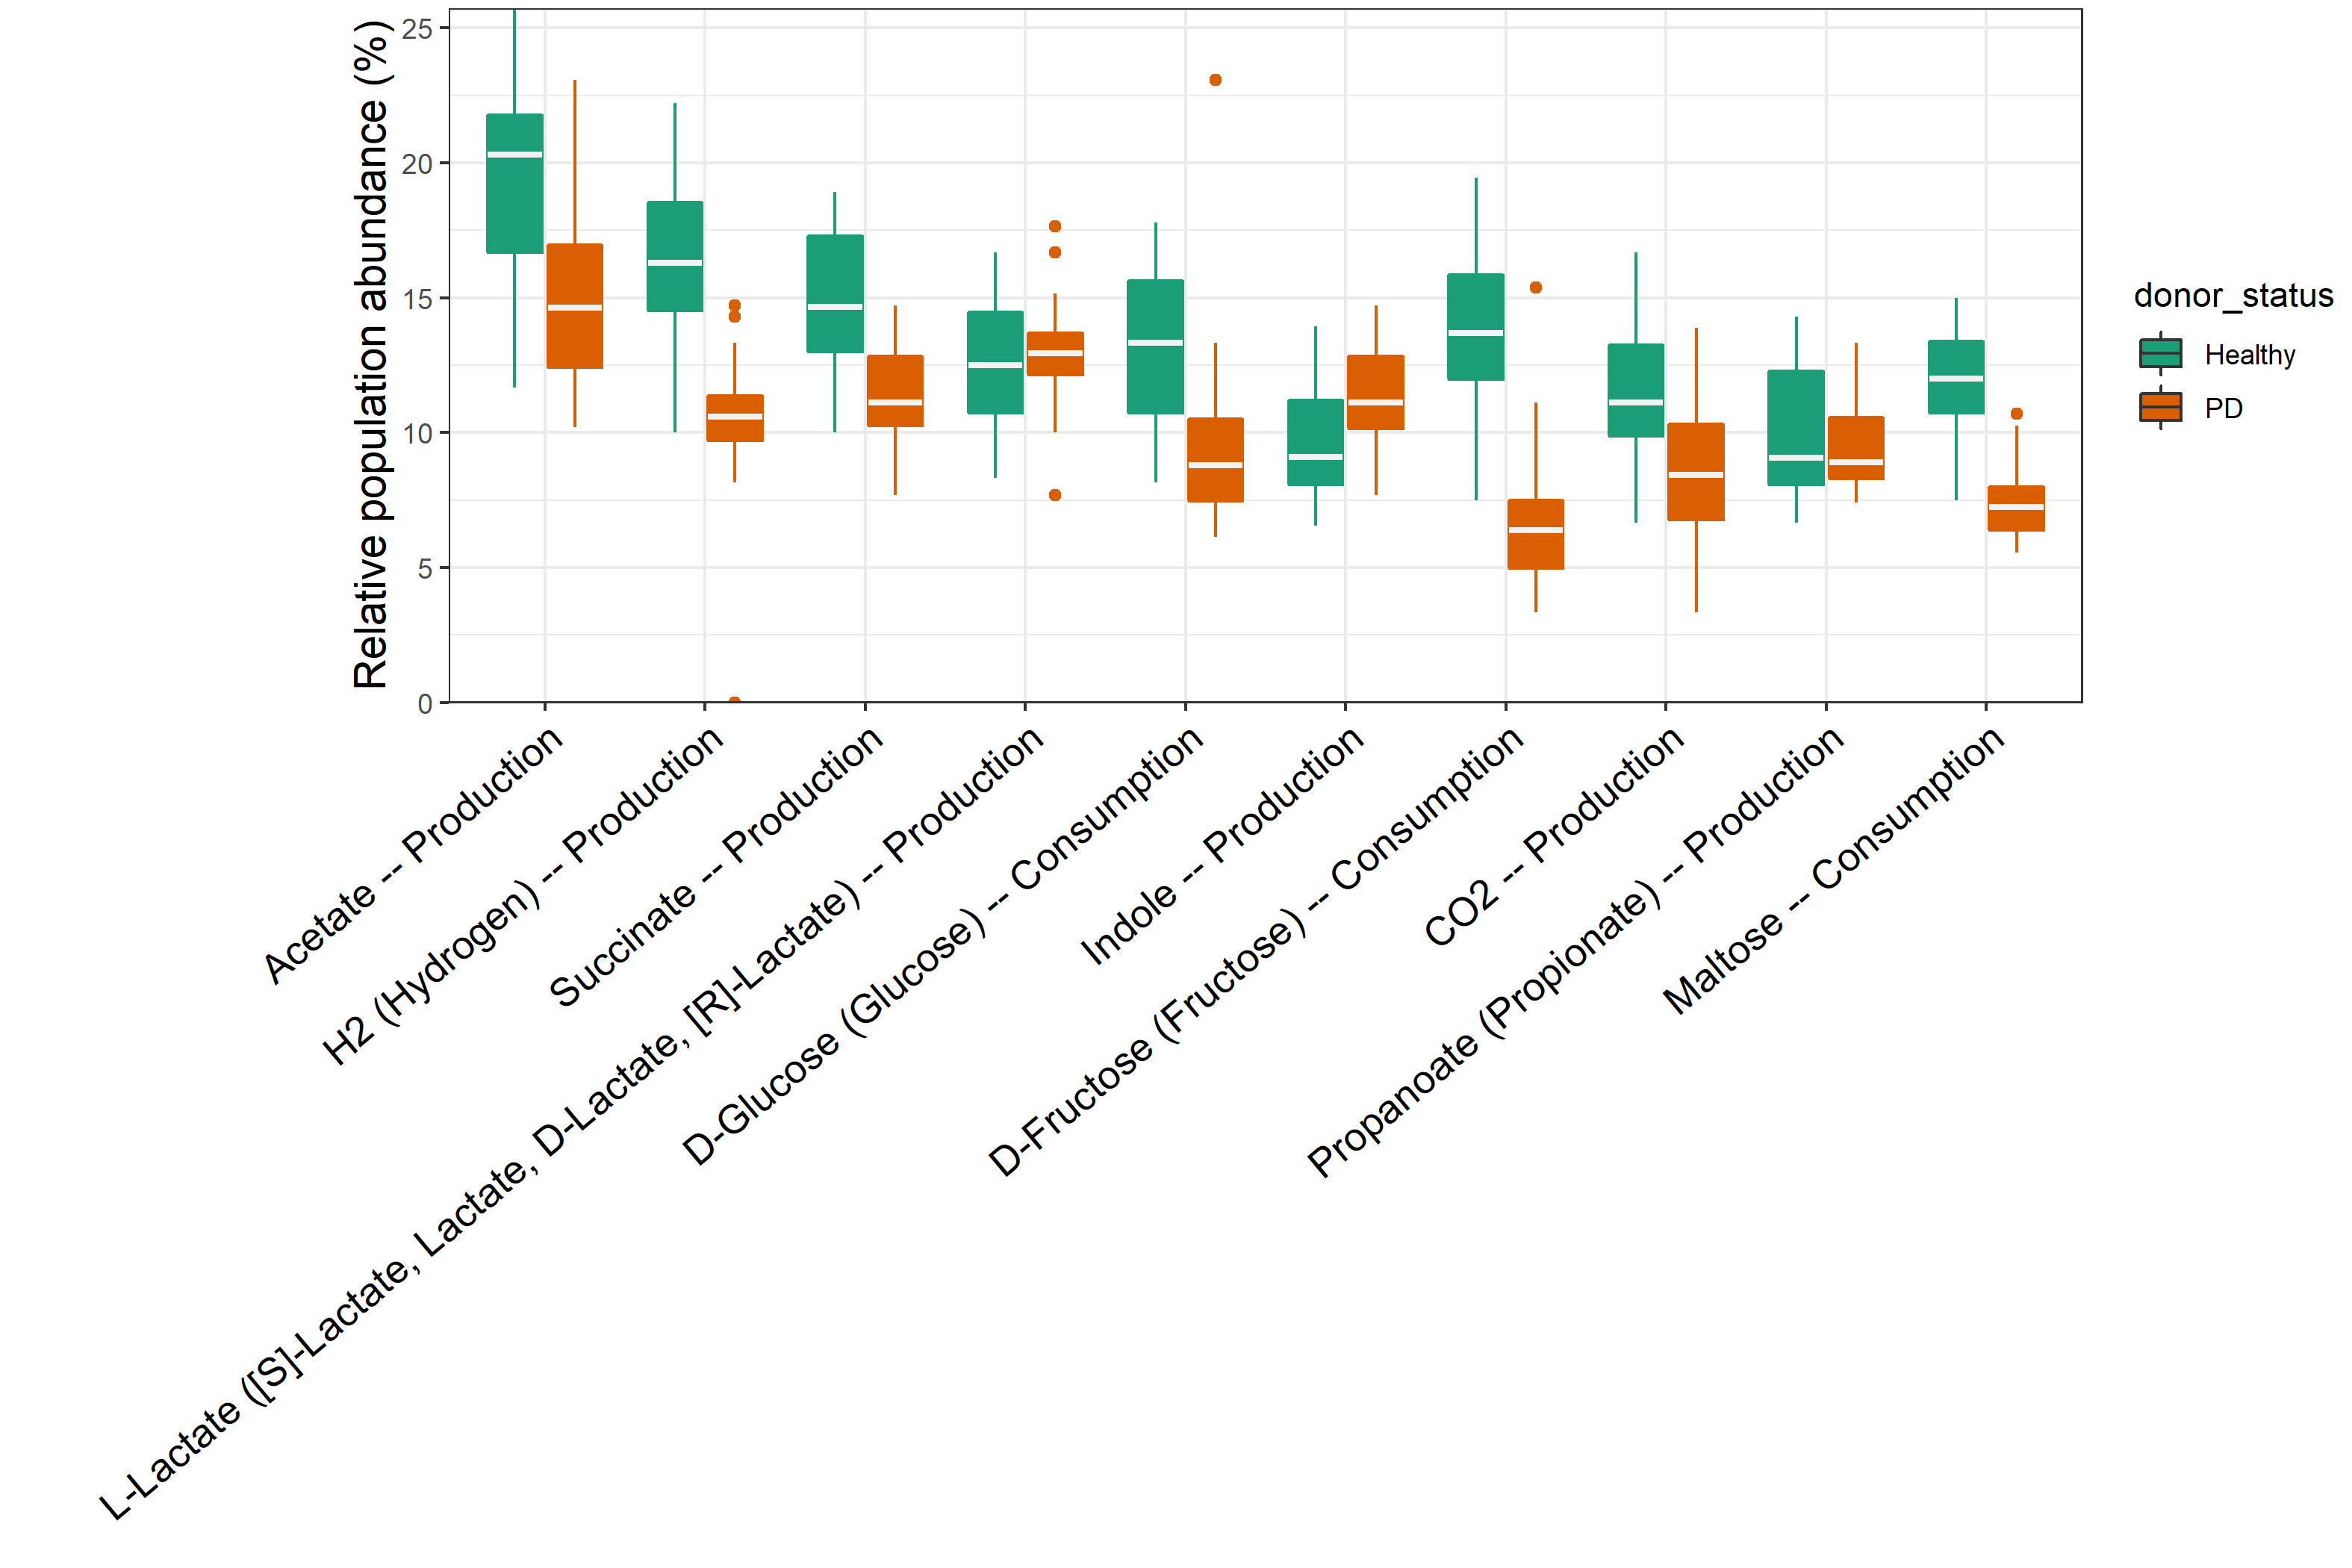 Relative population abundance (%)
25
20
15
10
5
0
Acetate -- Production
H2 (Hydrogen) -- Production
Succinate -- Production
L-Lactate ([S]-Lactate, Lactate, D-Lactate, [R]-Lactate) -- Production
D-Glucose (Glucose) -- Consumption
Indole -- Production
D-Fructose (Fructose) -- Consumption
CO2 -- Production
Propanoate (Propionate) -- Production
Maltose -- Consumption
donor_status
Healthy
PD